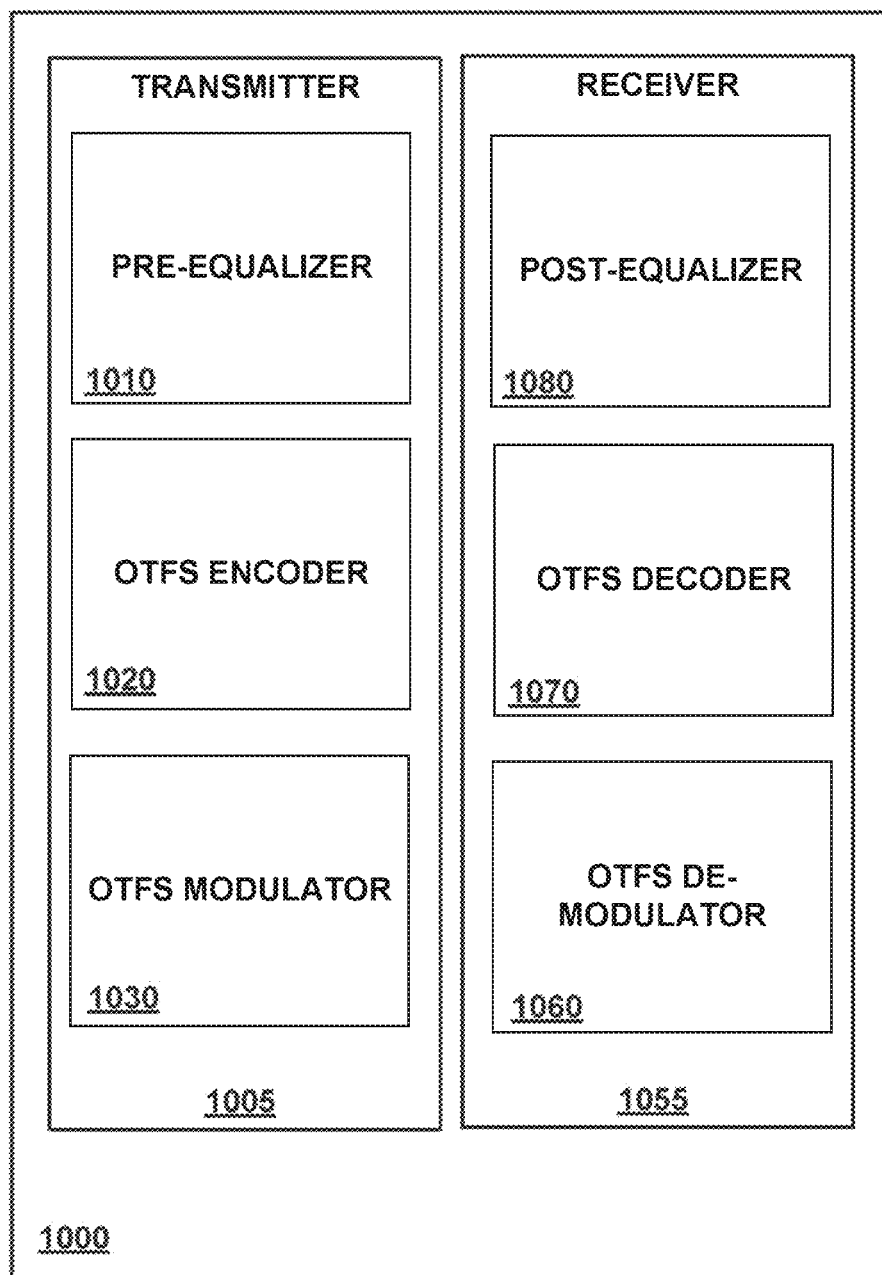 TRANSMITTER
PRE-EQUALIZER
1010
OTFS ENCODER
1020
OTFS MODULATOR
1030
1005
RECEIVER
POST-EQUALIZER
1080
OTFS DECODER
1070
OTFS DE-
MODULATOR
1060
1055
1000